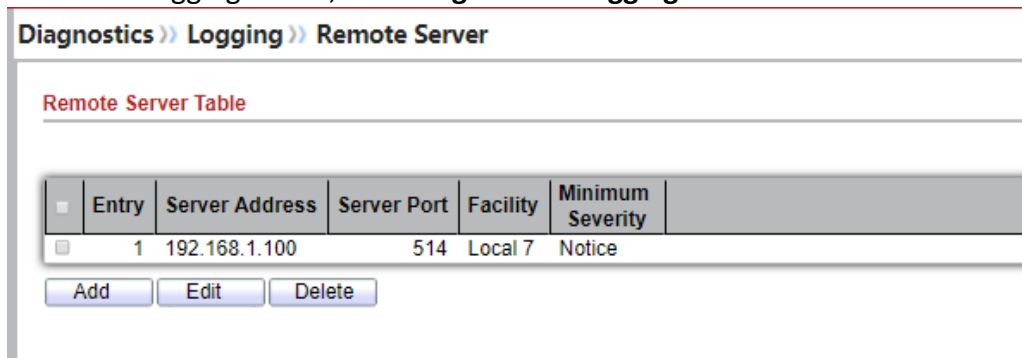 Diagnostics » Logging » Remote Server
Remote Server Table
Entry Server Address Server Port Facility Minimum Severity
1 192.168.1.100 514 Local 7 Notice
Add Edit Delete